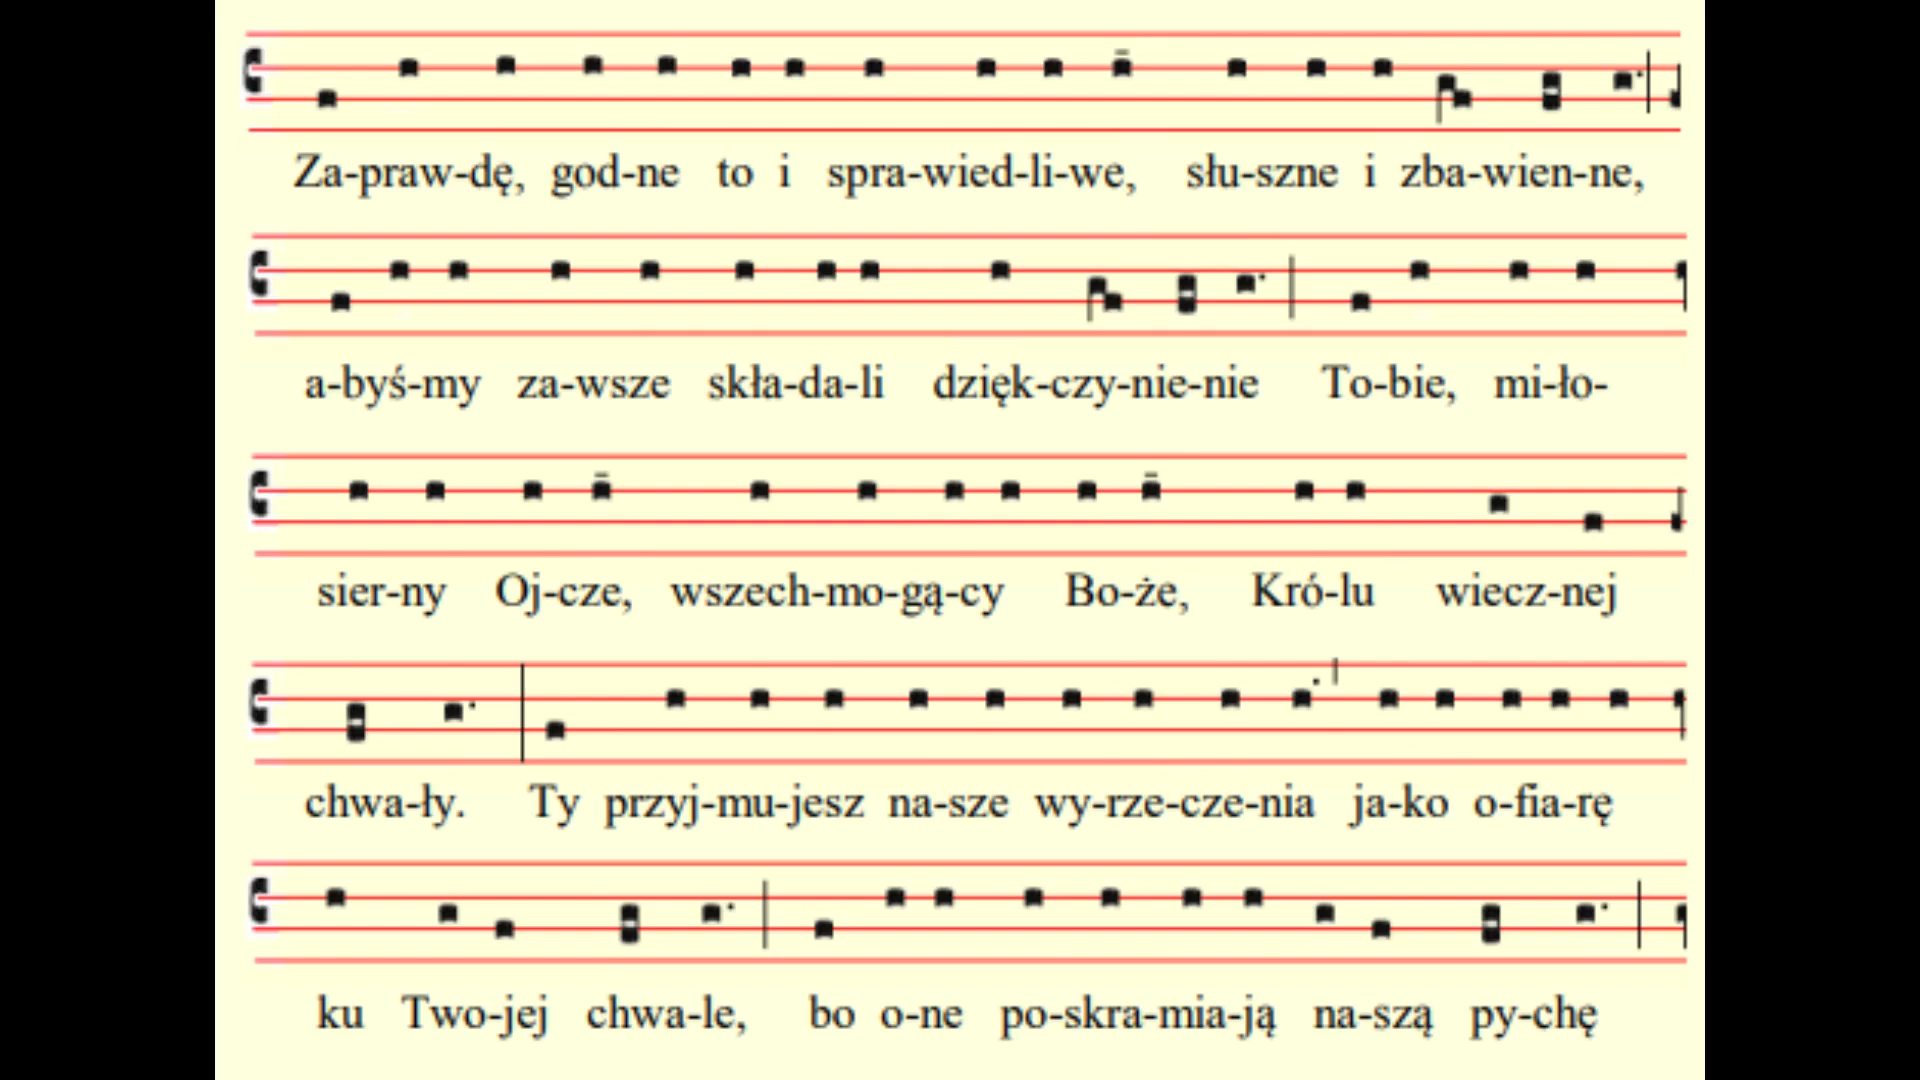 Za-praw-dę, god-ne to i spra-wied-li-we, słu-szne i zba-wien-ne,
a-byś-my za-wsze skła-da-li dzięk-czy-nie-nie To-bie, mi-ło-
sier-ny Oj-cze, wszech-mo-gą-cy Bo-że, Kró-lu wiecz-nej
chwa-ły. Ty przyj-mu-jesz na-sze wy-rze-cze-nia ja-ko o-fia-rę
ku Two-jej chwa-le, bo o-ne po-skra-mia-ją na-szą py-chę